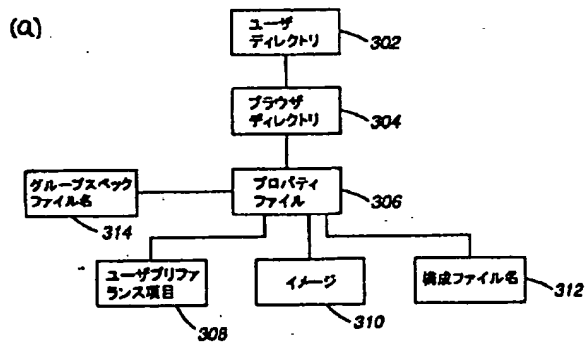 (a)
ユーザ
ディレクトリ
302
ブラウザ
ディレクトリ
304
グループスペック
ファイル名
314
プロパティ
ファイル
306
ユーザプリファ
ランス項目
308
イメージ
310
構成ファイル名
312